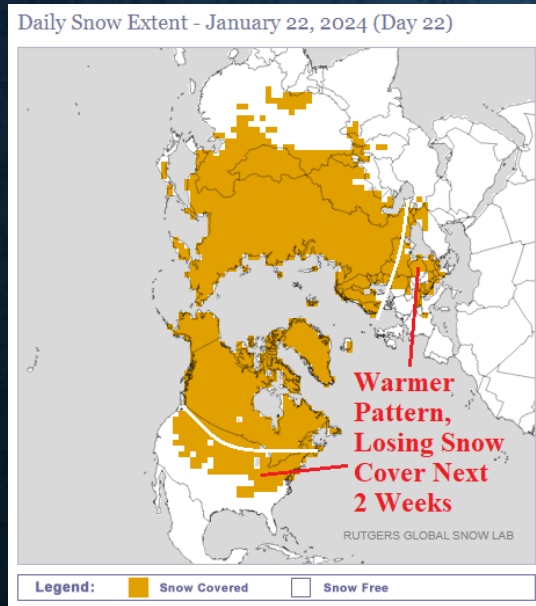 Daily Snow Extent - January 22, 2024 (Day 22)
Warmer
Pattern,
Losing Snow
Cover Next
2 Weeks
RUTGERS GLOBAL SNOW LAB
Legend: Snow Covered Snow Free